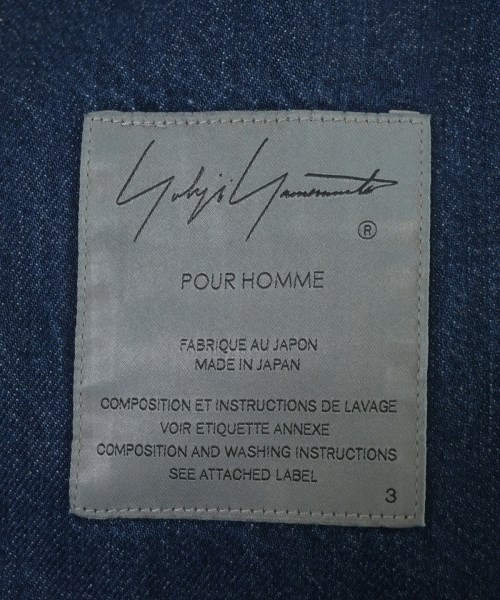 Yohji Yamamoto
®
POUR HOMME
FABRIQUE AU JAPON
MADE IN JAPAN
COMPOSITION ET INSTRUCTIONS DE LAVAGE
VOIR ETIQUETTE ANNEXE
COMPOSITION AND WASHING INSTRUCTIONS
SEE ATTACHED LABEL
3